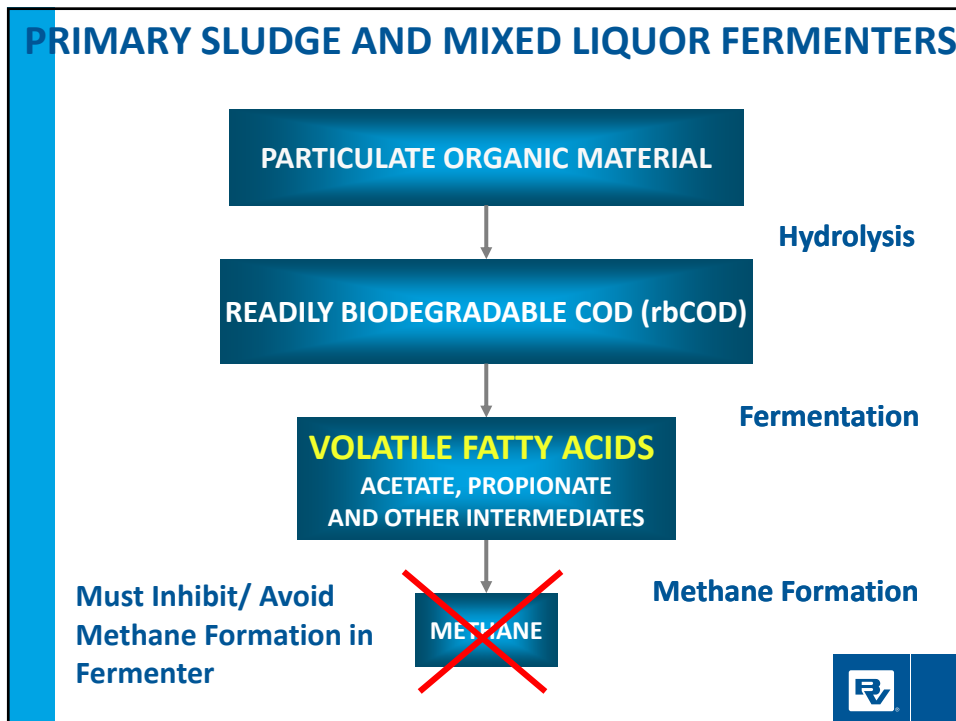 PRIMARY SLUDGE AND MIXED LIQUOR FERMENTERS
PARTICULATE ORGANIC MATERIAL
Hydrolysis
READILY BIODEGRADABLE COD (rbCOD)
Fermentation
VOLATILE FATTY ACIDS
ACETATE, PROPIONATE
AND OTHER INTERMEDIATES
Methane Formation
Must Inhibit/ Avoid
Methane Formation in
Fermenter
METHANE
BV